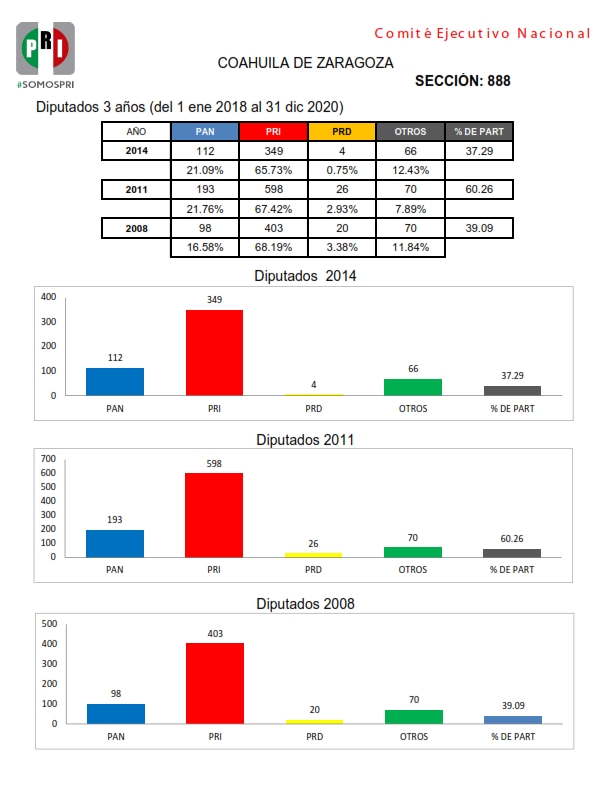 Comité Ejecutivo Nacional
PRI
#SOMOSPRI
COAHUILA DE ZARAGOZA
SECCIÓN: 888
Diputados 3 años (del 1 ene 2018 al 31 dic 2020)
AÑO PAN PRI PRD OTROS % DE PART
2014 112 349 4 66 37.29
21.09% 65.73% 0.75% 12.43%
2011 193 598 26 70 60.26
21.76% 67.42% 2.93% 7.89%
2008 98 403 20 70 39.09
16.58% 68.19% 3.38% 11.84%
Diputados 2014
400
300
200
100
0
112 349 4 66 37.29
PAN PRI PRD OTROS % DE PART
Diputados 2011
700
600
500
400
300
200
100
0
193 598 26 70 60.26
PAN PRI PRD OTROS % DE PART
Diputados 2008
500
400
300
200
100
0
98 403 20 70 39.09
PAN PRI PRD OTROS % DE PART